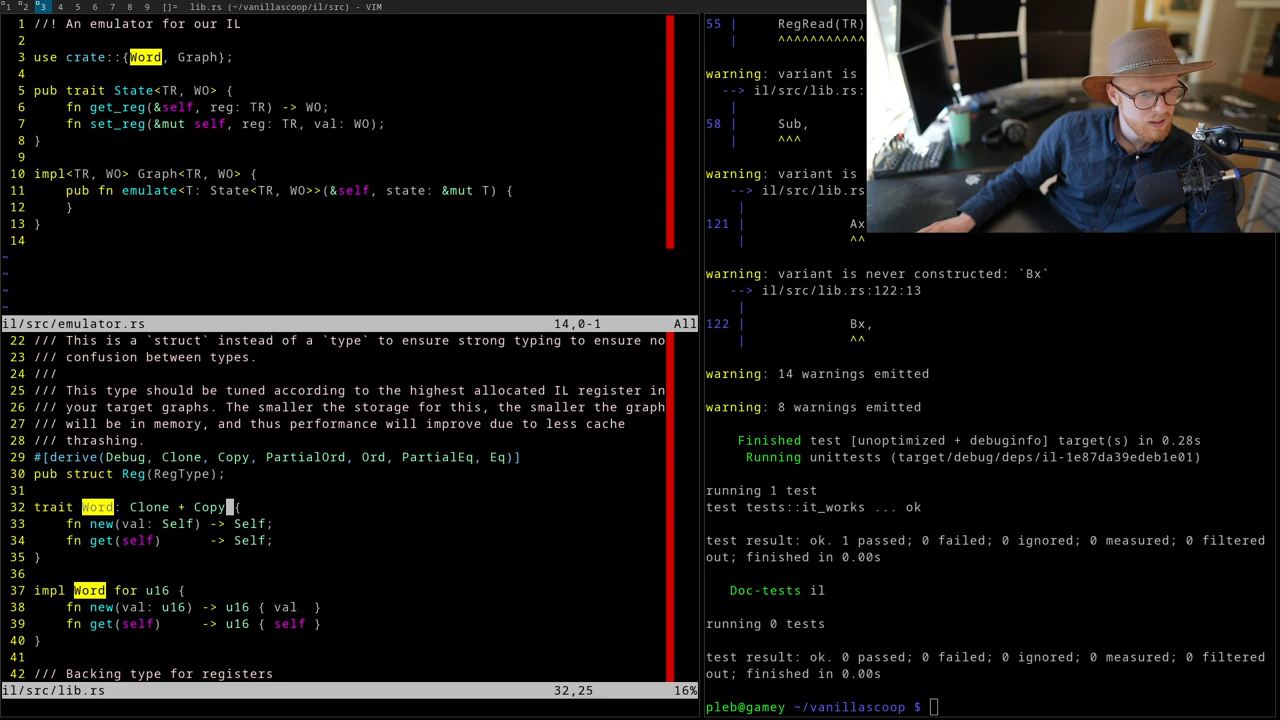 1 2 3 4 5 6 7 8 9 []= lib.rs (~/vanillascoop/il/src) - VIM
1 //! An emulator for our IL
2
3 use crate::{Word, Graph};
4
5 pub trait State<TR, WO> {
6     fn get_reg(&self, reg: TR) -> WO;
7     fn set_reg(&mut self, reg: TR, val: WO);
8 }
9
10 impl<TR, WO> Graph<TR, WO> {
11     pub fn emulate<T: State<TR, WO>>(&self, state: &mut T) {
12     }
13 }
14
~
~
~
~
il/src/emulator.rs 14,0-1 All
22 /// This is a `struct` instead of a `type` to ensure strong typing to ensure no
23 /// confusion between types.
24 ///
25 /// This type should be tuned according to the highest allocated IL register in
26 /// your target graphs. The smaller the storage for this, the smaller the graph
27 /// will be in memory, and thus performance will improve due to less cache
28 /// thrashing.
29 #[derive(Debug, Clone, Copy, PartialOrd, Ord, PartialEq, Eq)]
30 pub struct Reg(RegType);
31
32 trait Word: Clone + Copy {
33     fn new(val: Self) -> Self;
34     fn get(self)      -> Self;
35 }
36
37 impl Word for u16 {
38     fn new(val: u16) -> u16 { val  }
39     fn get(self)     -> u16 { self }
40 }
41
42 /// Backing type for registers
il/src/lib.rs 32,25 16%
55 |     RegRead(TR)
|     ^^^^^^^^^^^
warning: variant is
--> il/src/lib.rs:
|
58 |     Sub,
|     ^^^
warning: variant is
--> il/src/lib.rs
|
121 |             Ax
|             ^^
warning: variant is never constructed: `Bx`
--> il/src/lib.rs:122:13
|
122 |             Bx,
|             ^^
warning: 14 warnings emitted
warning: 8 warnings emitted
Finished test [unoptimized + debuginfo] target(s) in 0.28s
Running unittests (target/debug/deps/il-1e87da39edeb1e01)
running 1 test
test tests::it_works ... ok
test result: ok. 1 passed; 0 failed; 0 ignored; 0 measured; 0 filtered
out; finished in 0.00s
Doc-tests il
running 0 tests
test result: ok. 0 passed; 0 failed; 0 ignored; 0 measured; 0 filtered
out; finished in 0.00s
pleb@gamey ~/vanillascoop $